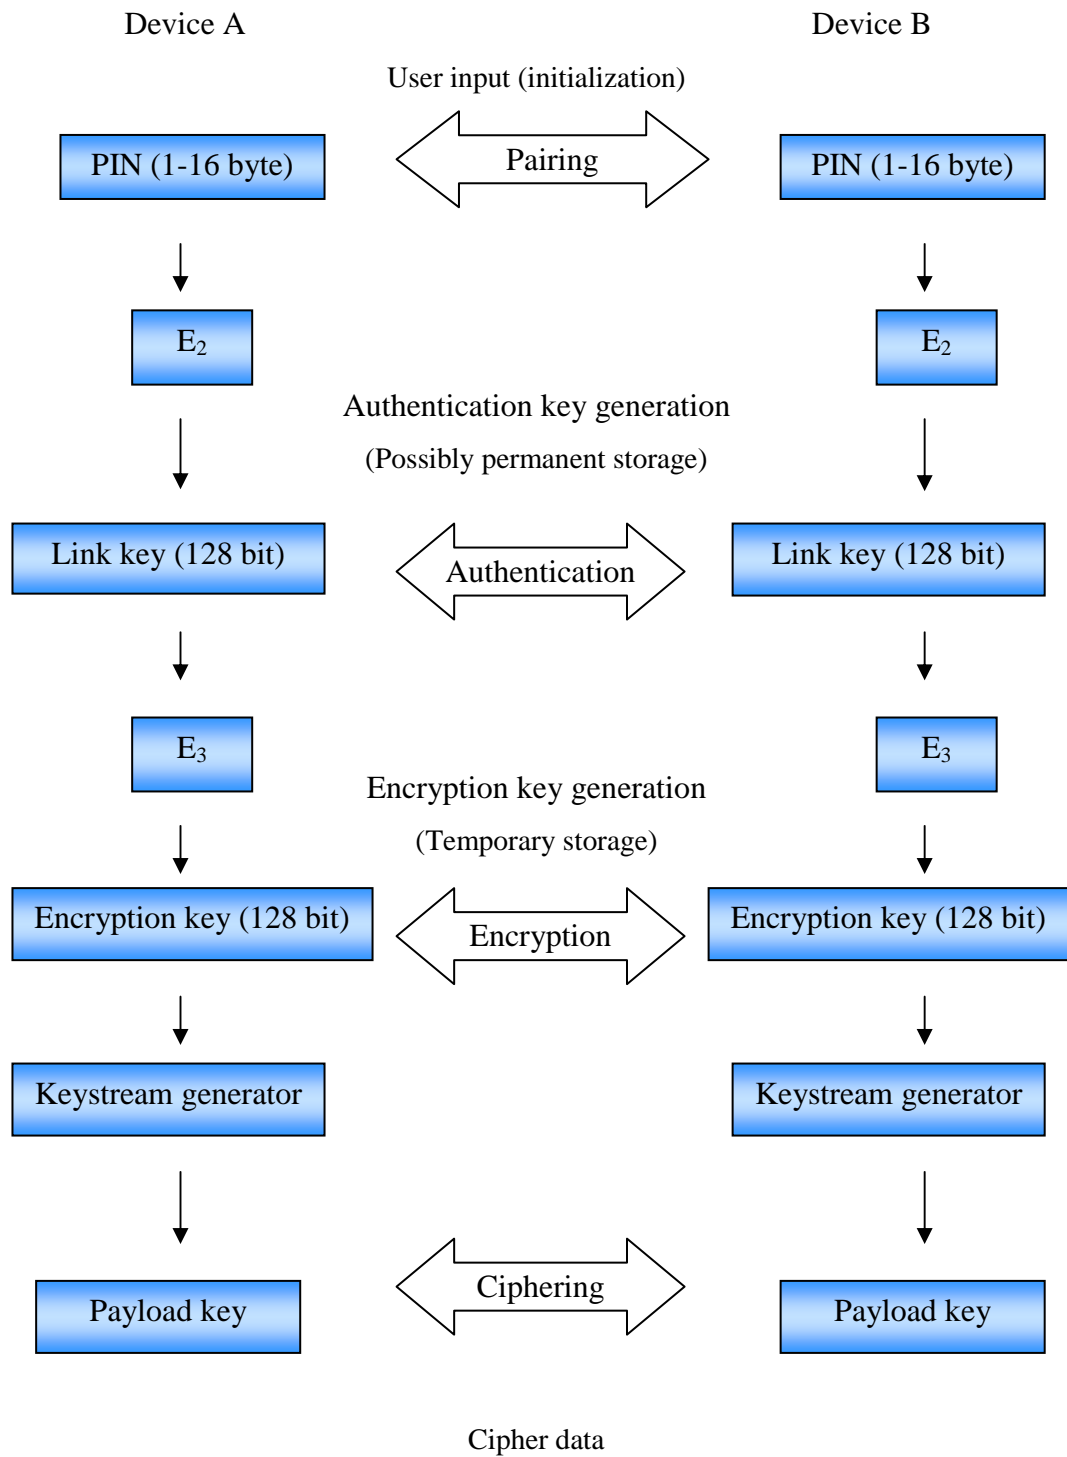 Device A Device B
User input (initialization)
PIN (1-16 byte) Pairing PIN (1-16 byte)
E₂ E₂
Authentication key generation
(Possibly permanent storage)
Link key (128 bit) Authentication Link key (128 bit)
E₃ E₃
Encryption key generation
(Temporary storage)
Encryption key (128 bit) Encryption Encryption key (128 bit)
Keystream generator Keystream generator
Payload key Ciphering Payload key
Cipher data